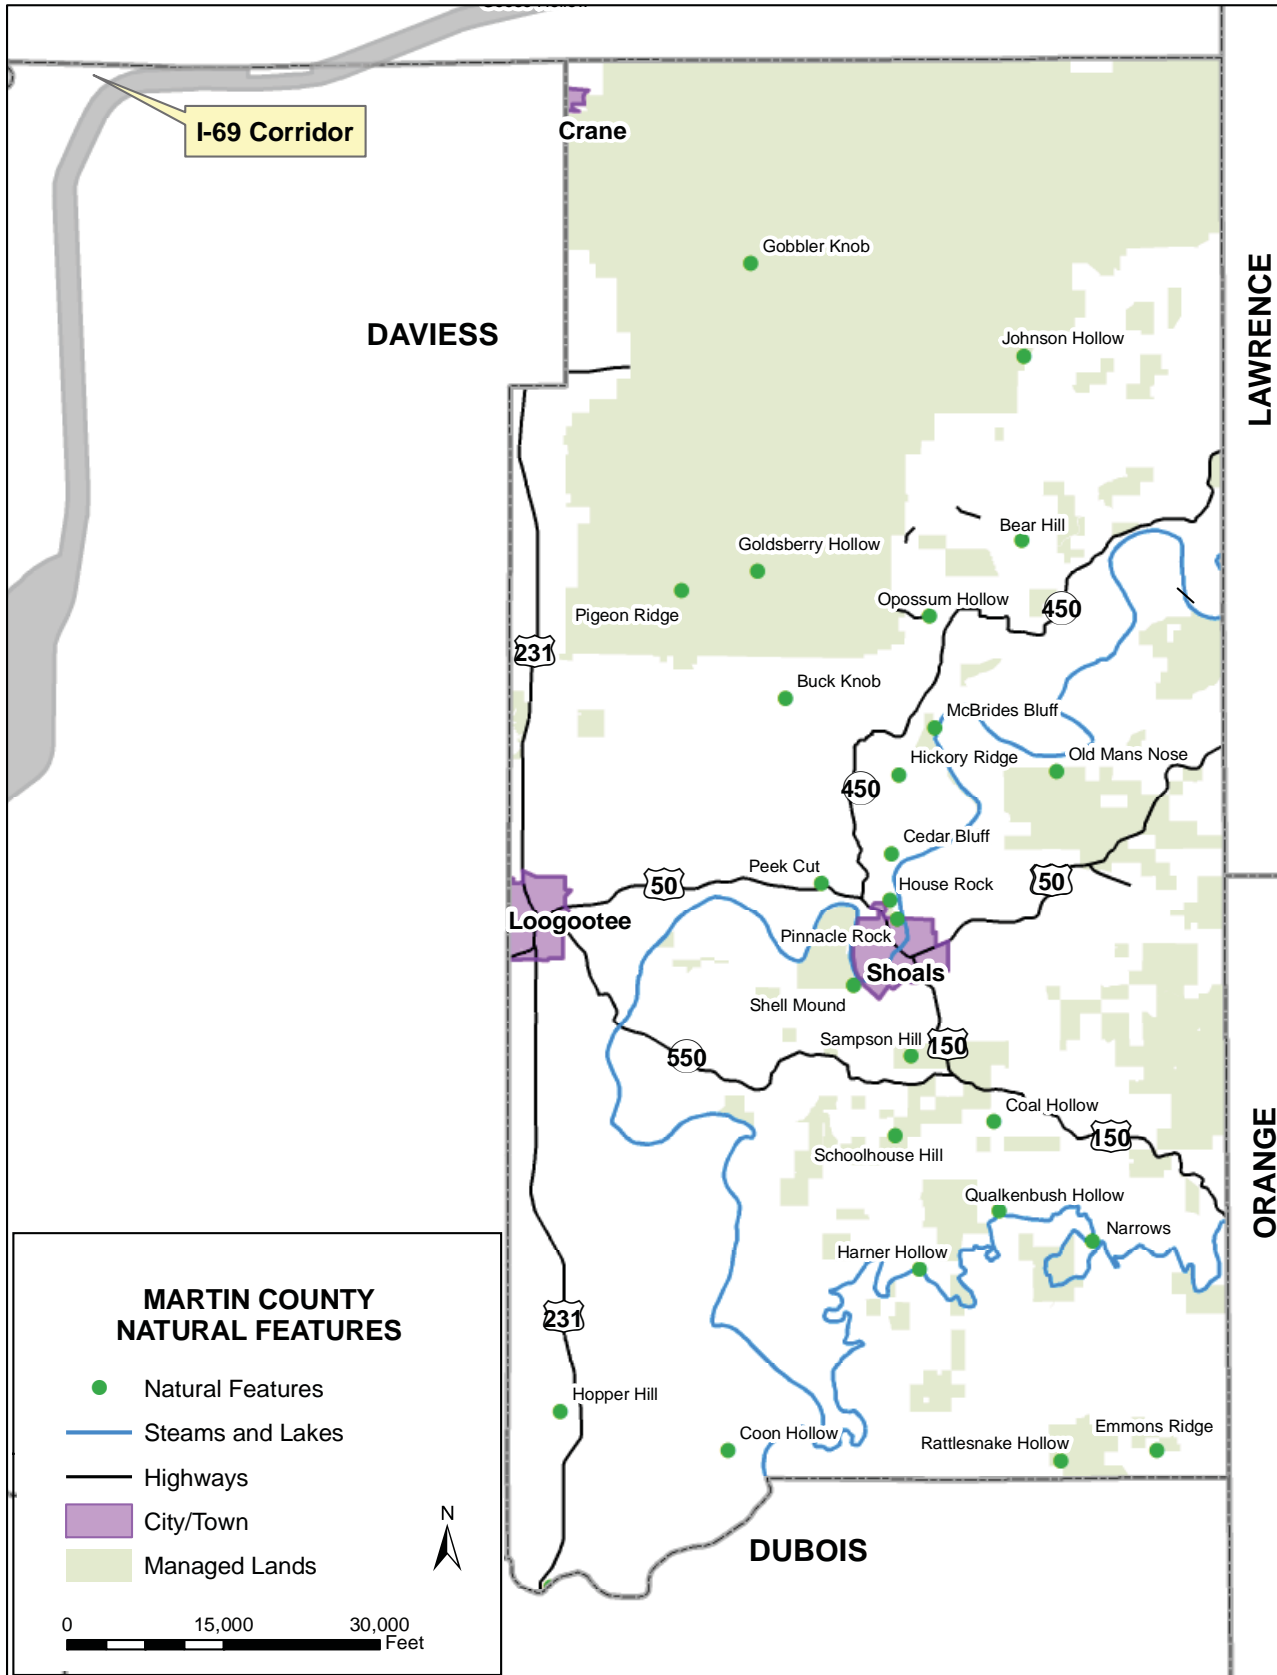 I-69 Corridor
Crane
Gobbler Knob
DAVIESS
LAWRENCE
Johnson Hollow
Bear Hill
Goldsberry Hollow
Pigeon Ridge
Opossum Hollow
450
231
Buck Knob
McBrides Bluff
Hickory Ridge
Old Mans Nose
450
Cedar Bluff
Peek Cut
50
House Rock
50
Loogootee
Pinnacle Rock
Shoals
Shell Mound
Sampson Hill
150
550
Coal Hollow
150
Schoolhouse Hill
ORANGE
Qualkenbush Hollow
Narrows
Harner Hollow
231
Hopper Hill
Coon Hollow
Rattlesnake Hollow
Emmons Ridge
DUBOIS
MARTIN COUNTY
NATURAL FEATURES
Natural Features
Steams and Lakes
Highways
City/Town
Managed Lands
N
0 15,000 30,000
Feet